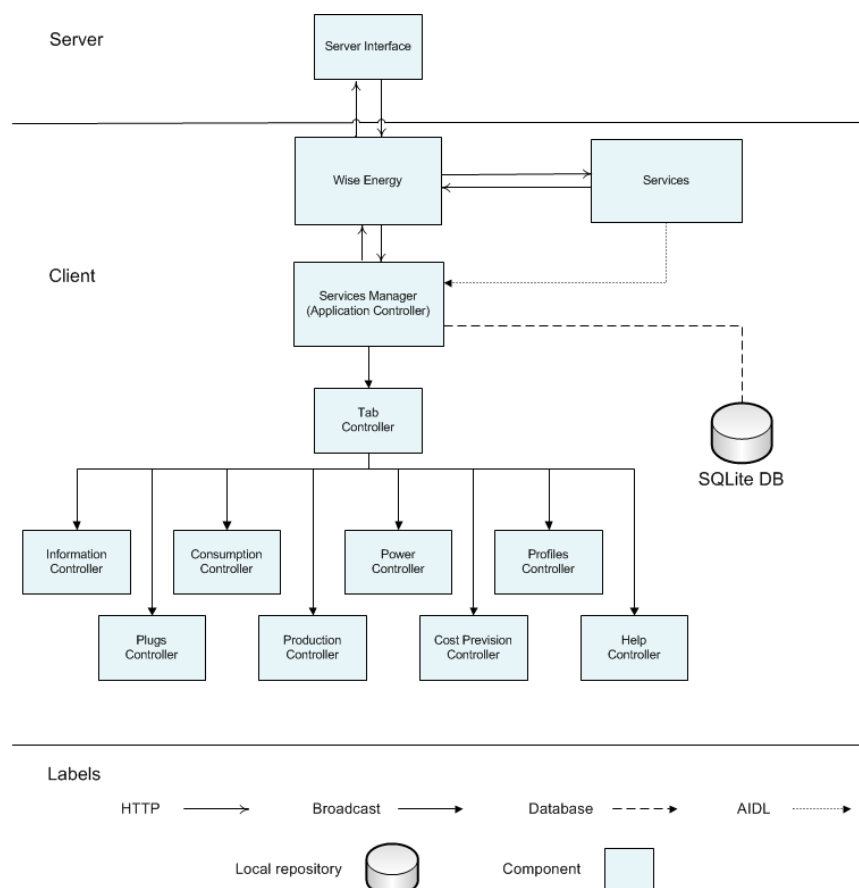 Server
Server Interface
Wise Energy
Services
Client
Services Manager
(Application Controller)
Tab
Controller
SQLite DB
Information
Controller
Consumption
Controller
Power
Controller
Profiles
Controller
Plugs
Controller
Production
Controller
Cost Prevision
Controller
Help
Controller
Labels
HTTP
Broadcast
Database
AIDL
Local repository
Component